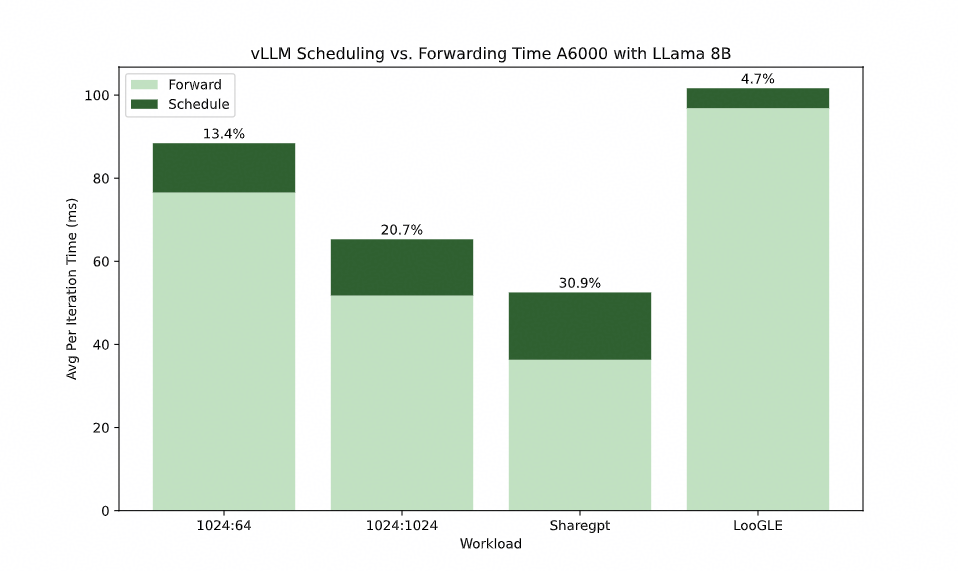 vLLM Scheduling vs. Forwarding Time A6000 with LLama 8B
Forward
Schedule
4.7%
13.4%
20.7%
30.9%
100
80
60
40
20
0
Avg Per Iteration Time (ms)
1024:64
1024:1024
Sharegpt
LooGLE
Workload